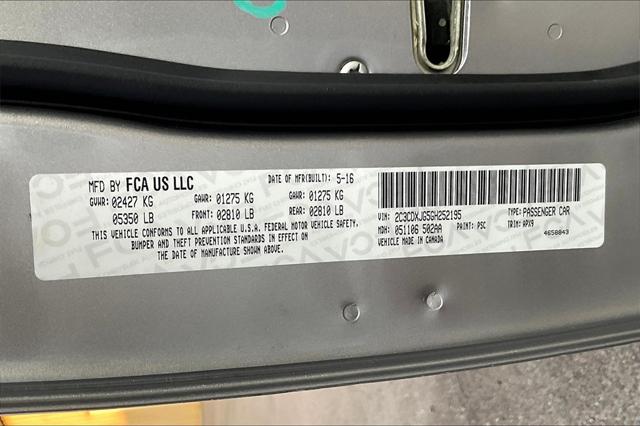 MFD BY FCA US LLC DATE OF MFR(BUILT): 5-16
GVWR: 02427 KG GAWR: 01275 KG GAWR: 01275 KG
05350 LB FRONT: 02810 LB REAR: 02810 LB
THIS VEHICLE CONFORMS TO ALL APPLICABLE U.S.A. FEDERAL MOTOR VEHICLE SAFETY,
BUMPER AND THEFT PREVENTION STANDARDS IN EFFECT ON
THE DATE OF MANUFACTURE SHOWN ABOVE.
VIN: 2C3CDXJG5GH252195 TYPE: PASSENGER CAR
MDH: 051106 502AA PAINT: PSC TRIM: APX9
VEHICLE MADE IN CANADA 4658843